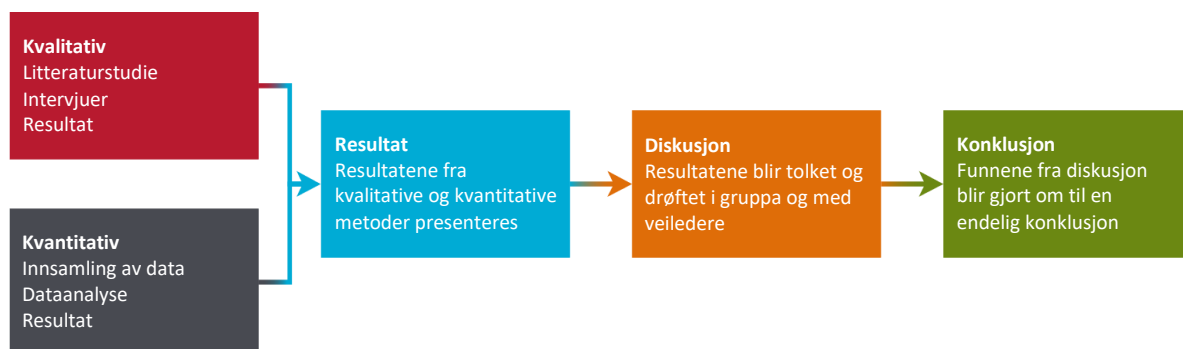 Kvalitativ
Litteraturstudie
Intervjuer
Resultat
Kvantitativ
Innsamling av data
Dataanalyse
Resultat
Resultat
Resultatene fra
kvalitative og kvantitative
metoder presenteres
Diskusjon
Resultatene blir tolket og
drøftet i gruppa og med
veiledere
Konklusjon
Funnene fra diskusjon
blir gjort om til en
endelig konklusjon